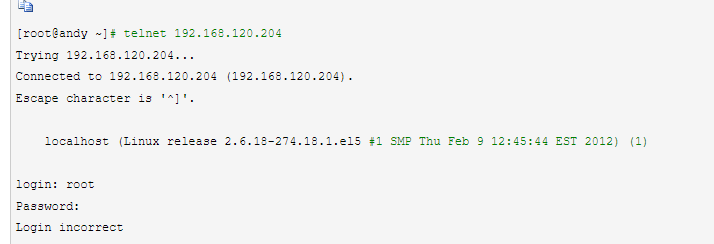 [root@andy ~]# telnet 192.168.120.204
Trying 192.168.120.204...
Connected to 192.168.120.204 (192.168.120.204).
Escape character is '^]'.
localhost (Linux release 2.6.18-274.18.1.el5 #1 SMP Thu Feb 9 12:45:44 EST 2012) (1)
login: root
Password:
Login incorrect